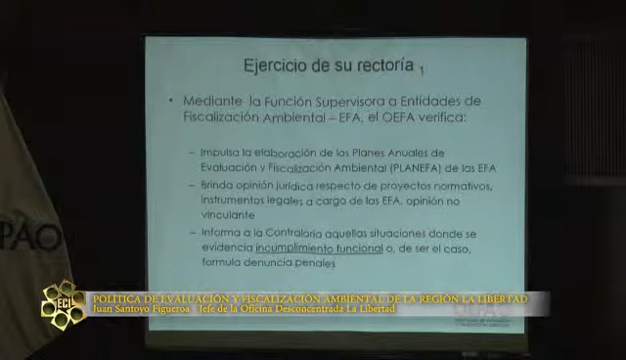 Ejercicio de su rectoría 1
• Mediante la Función Supervisora a Entidades de
Fiscalización Ambiental – EFA, el OEFA verifica:
– Impulsa la elaboración de los Planes Anuales de
Evaluación y Fiscalización Ambiental (PLANEFA) de las EFA
– Brinda opinión jurídica respecto de proyectos normativos,
instrumentos legales a cargo de las EFA, opinión no
vinculante
– Informa a la Contraloría aquellas situaciones donde se
evidencia incumplimiento funcional o, de ser el caso,
formula denuncia penales
PAO
ECI
POLÍTICA DE EVALUACIÓN Y FISCALIZACIÓN AMBIENTAL DE LA REGIÓN LA LIBERTAD
Juan Santoyo Figueroa - Jefe de la Oficina Desconcentrada La Libertad